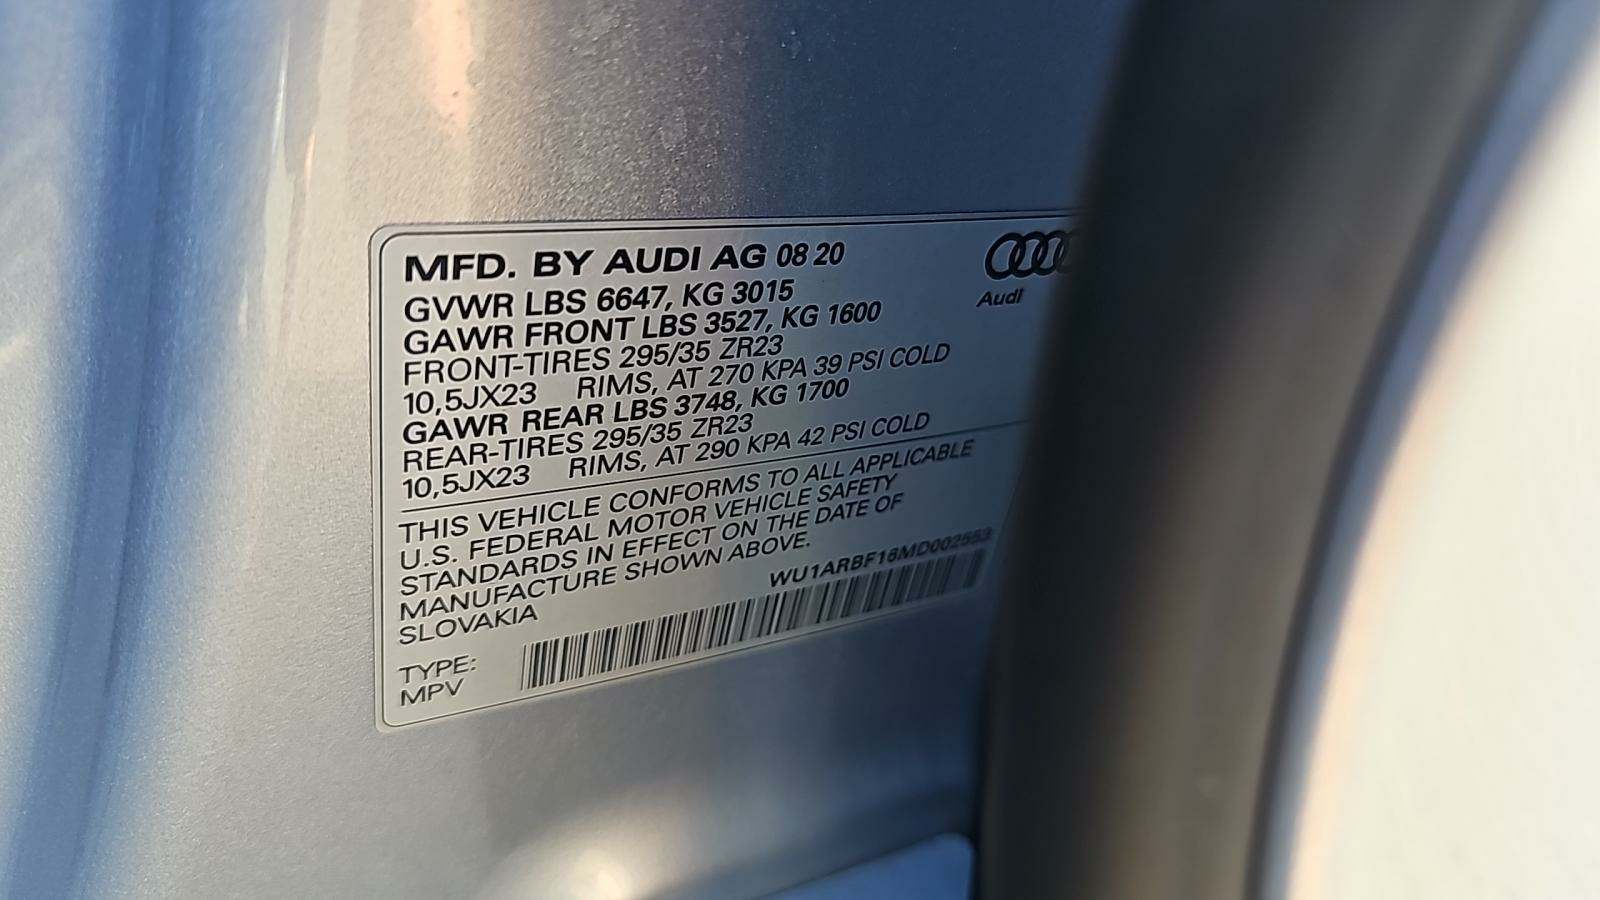 MFD. BY AUDI AG 08 20
GVWR LBS 6647, KG 3015
GAWR FRONT LBS 3527, KG 1600
FRONT-TIRES 295/35 ZR23
10,5JX23 RIMS, AT 270 KPA 39 PSI COLD
GAWR REAR LBS 3748, KG 1700
REAR-TIRES 295/35 ZR23
10,5JX23 RIMS, AT 290 KPA 42 PSI COLD
Audi
THIS VEHICLE CONFORMS TO ALL APPLICABLE
U.S. FEDERAL MOTOR VEHICLE SAFETY
STANDARDS IN EFFECT ON THE DATE OF
MANUFACTURE SHOWN ABOVE.
SLOVAKIA
WU1ARBF16MD002553
TYPE:
MPV